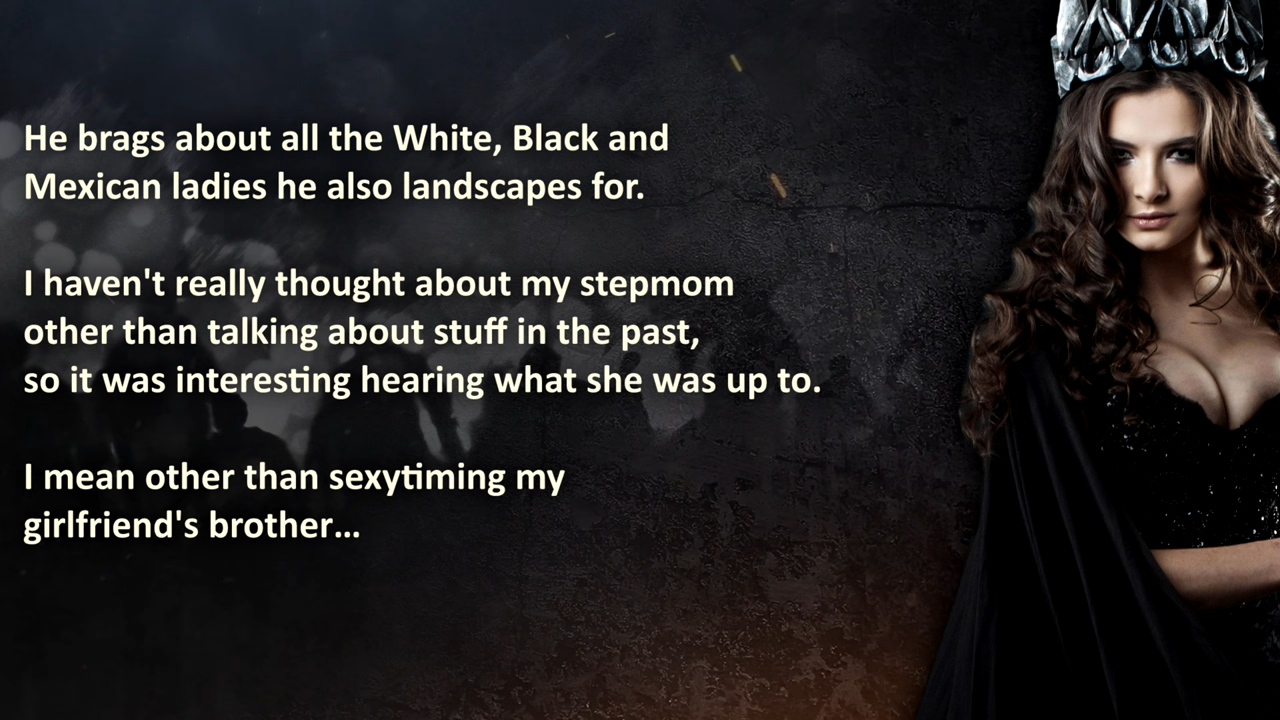 He brags about all the White, Black and
Mexican ladies he also landscapes for.
I haven't really thought about my stepmom
other than talking about stuff in the past,
so it was interesting hearing what she was up to.
I mean other than sexytiming my
girlfriend's brother...